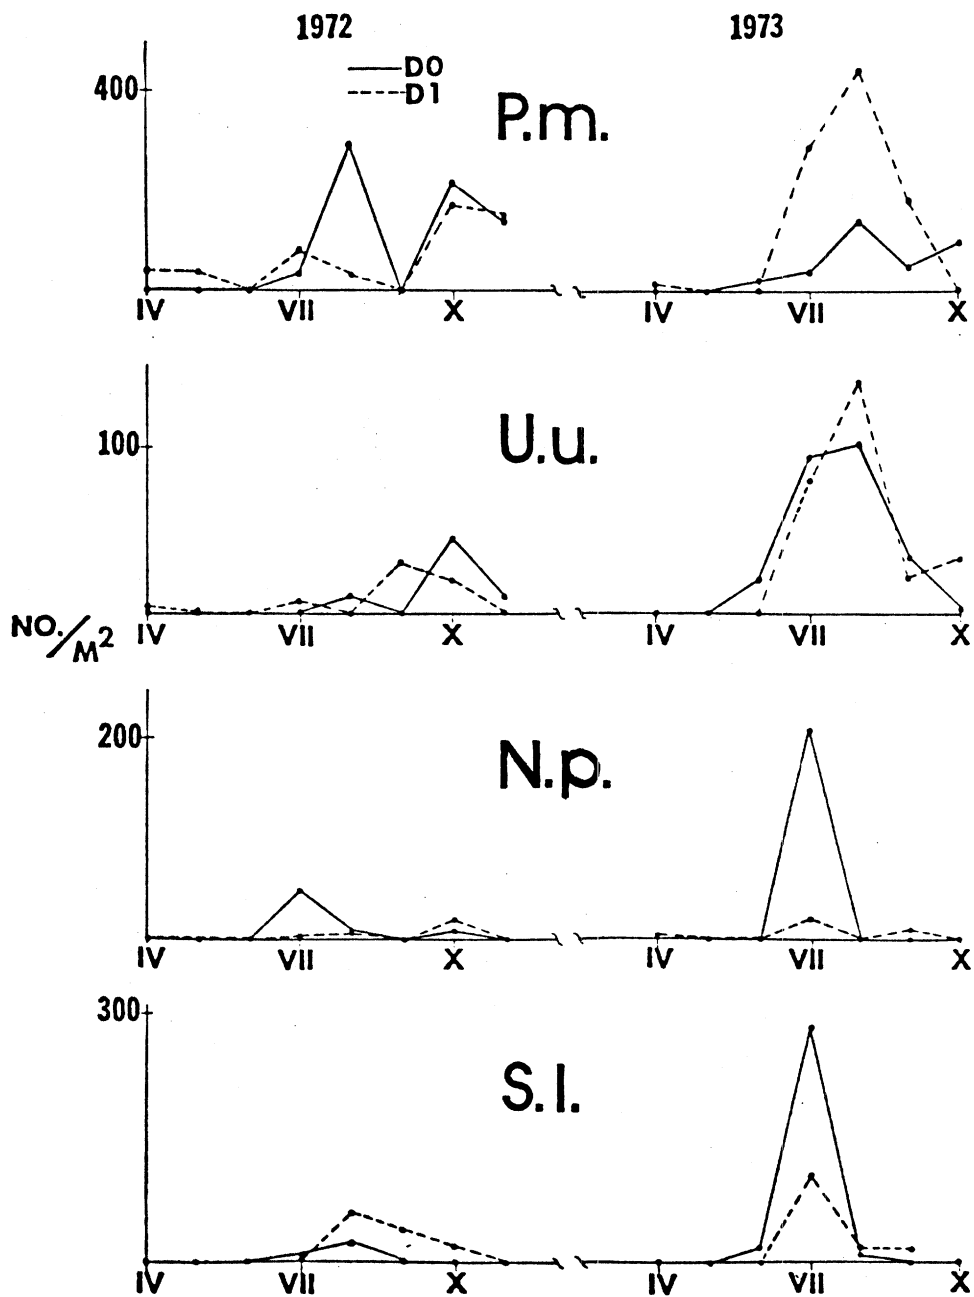 1972 1973
DO
D1
400
P.m.
IV VII X IV VII X
100
U.u.
NO./M²
IV VII X IV VII X
200
N.p.
IV VII X IV VII X
300
S.l.
IV VII X IV VII X